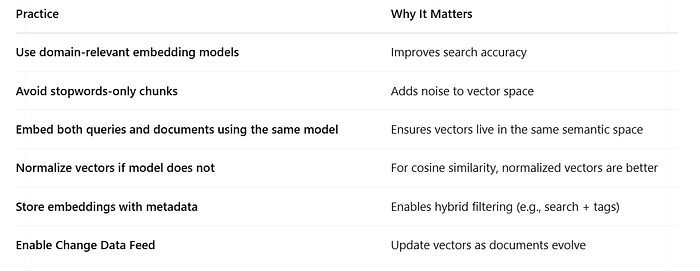 Practice Why It Matters
Use domain-relevant embedding models Improves search accuracy
Avoid stopwords-only chunks Adds noise to vector space
Embed both queries and documents using the same model Ensures vectors live in the same semantic space
Normalize vectors if model does not For cosine similarity, normalized vectors are better
Store embeddings with metadata Enables hybrid filtering (e.g., search + tags)
Enable Change Data Feed Update vectors as documents evolve